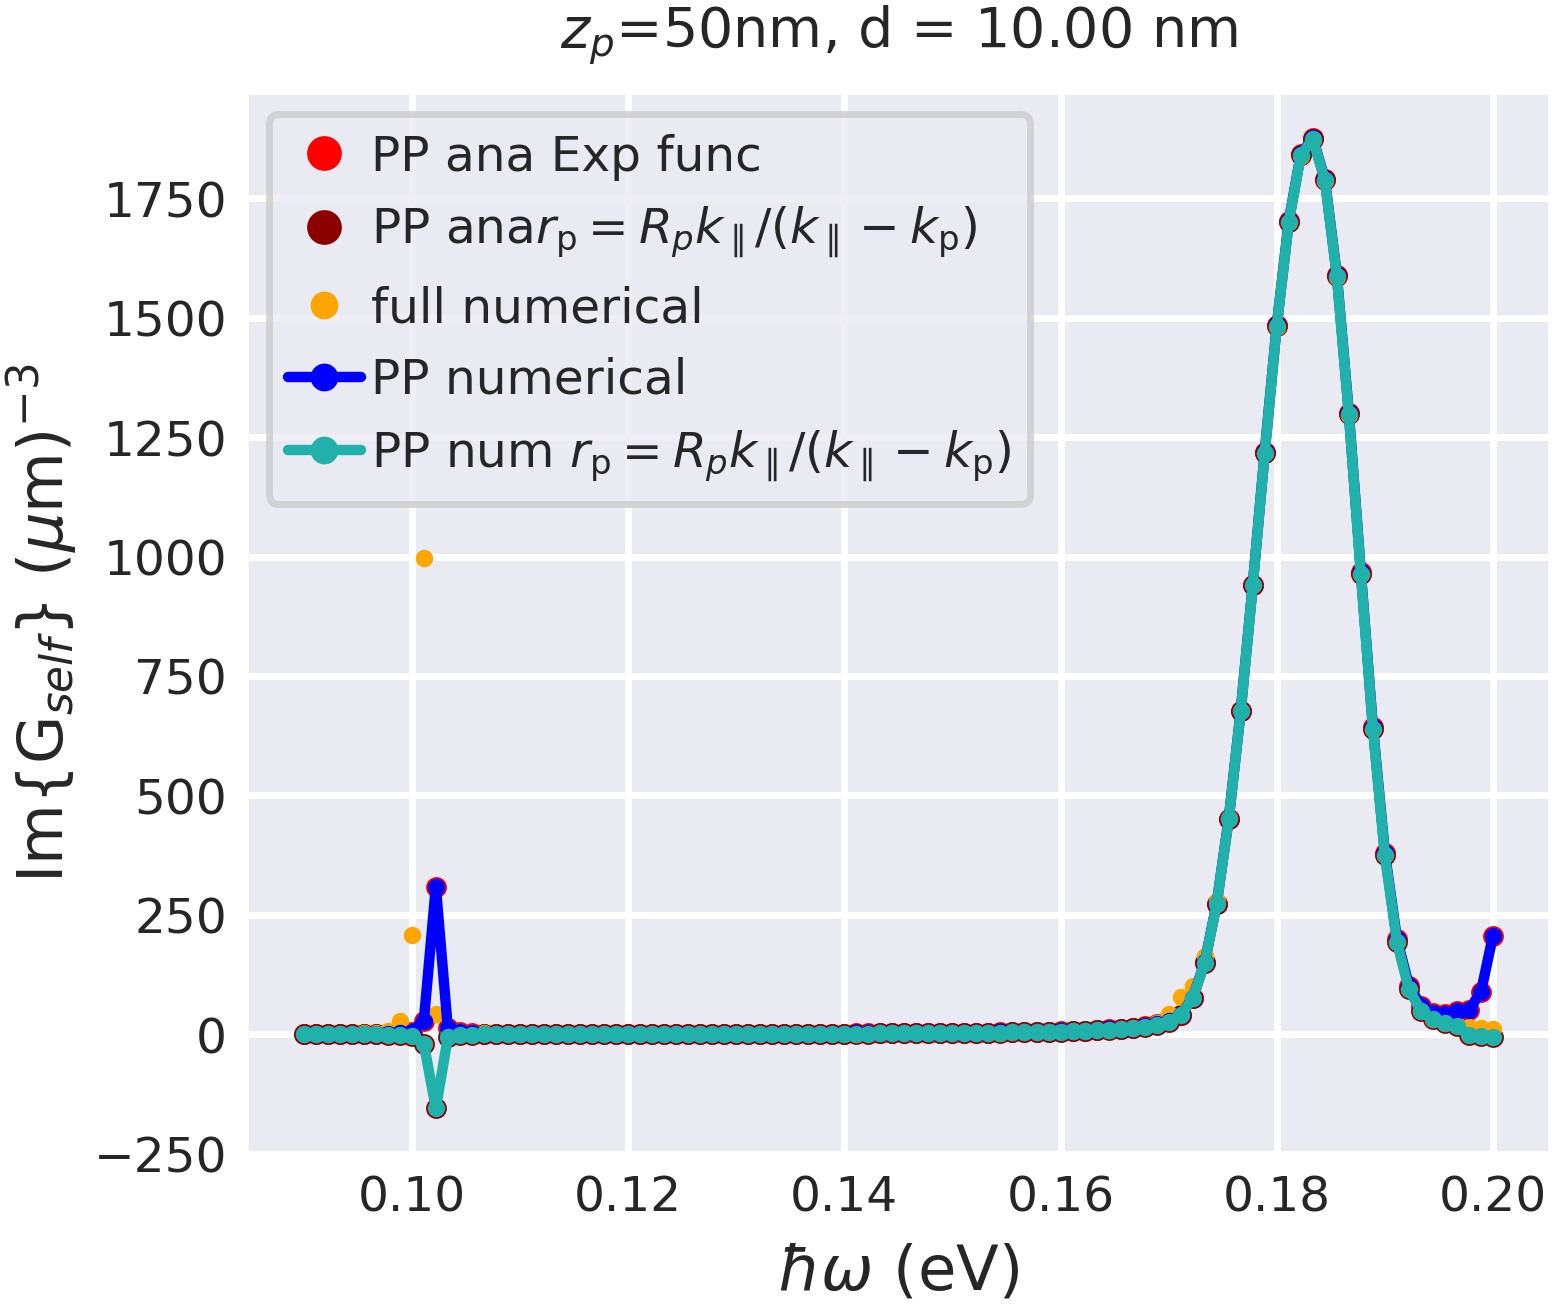 z_p=50nm, d = 10.00 nm
PP ana Exp func
PP ana r_p = R_p k_∥/(k_∥ − k_p)
full numerical
PP numerical
PP num r_p = R_p k_∥/(k_∥ − k_p)
Im{G_self} (μm)^−3
1750
1500
1250
1000
750
500
250
0
−250
0.10 0.12 0.14 0.16 0.18 0.20
ħω (eV)